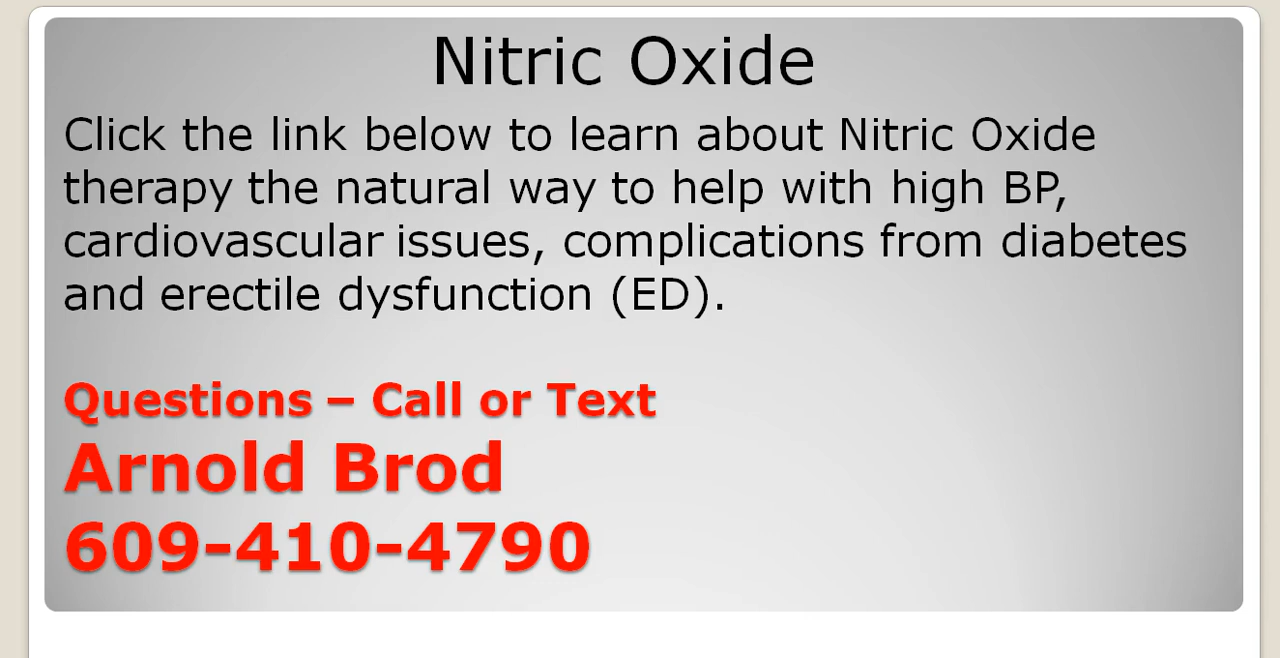 Nitric Oxide
Click the link below to learn about Nitric Oxide
therapy the natural way to help with high BP,
cardiovascular issues, complications from diabetes
and erectile dysfunction (ED).
Questions – Call or Text
Arnold Brod
609-410-4790